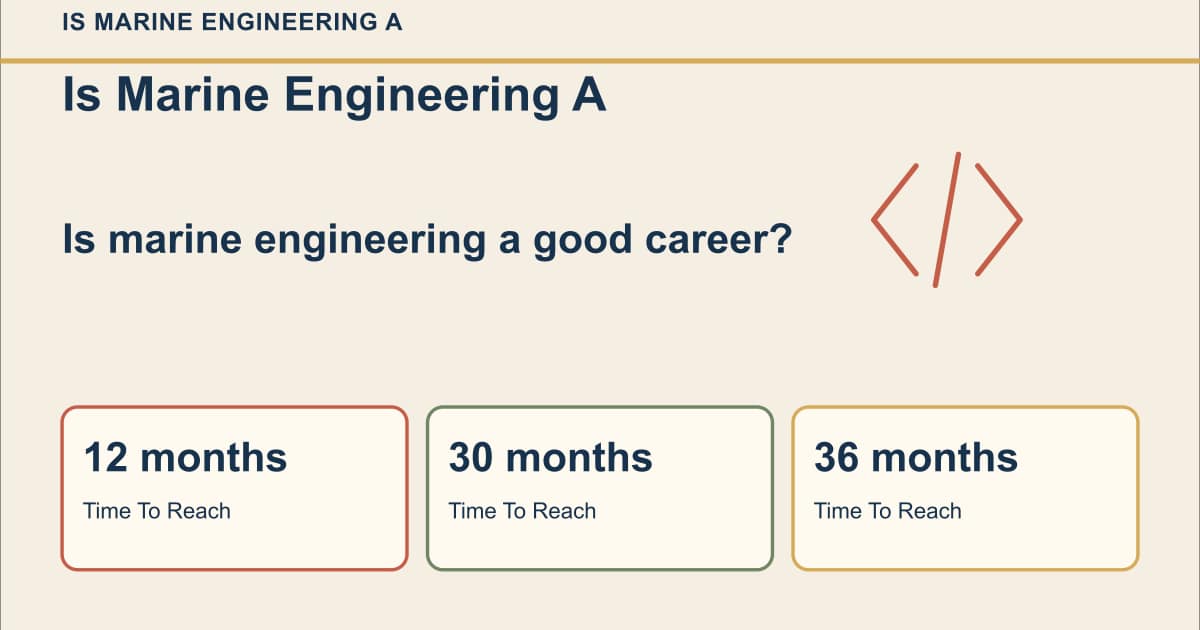 IS MARINE ENGINEERING A
Is Marine Engineering A
Is marine engineering a good career?
12 months
Time To Reach
30 months
Time To Reach
36 months
Time To Reach